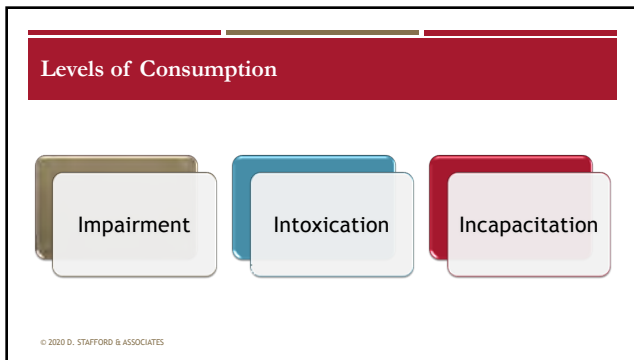 Levels of Consumption
Impairment
Intoxication
Incapacitation
© 2020 D. STAFFORD & ASSOCIATES